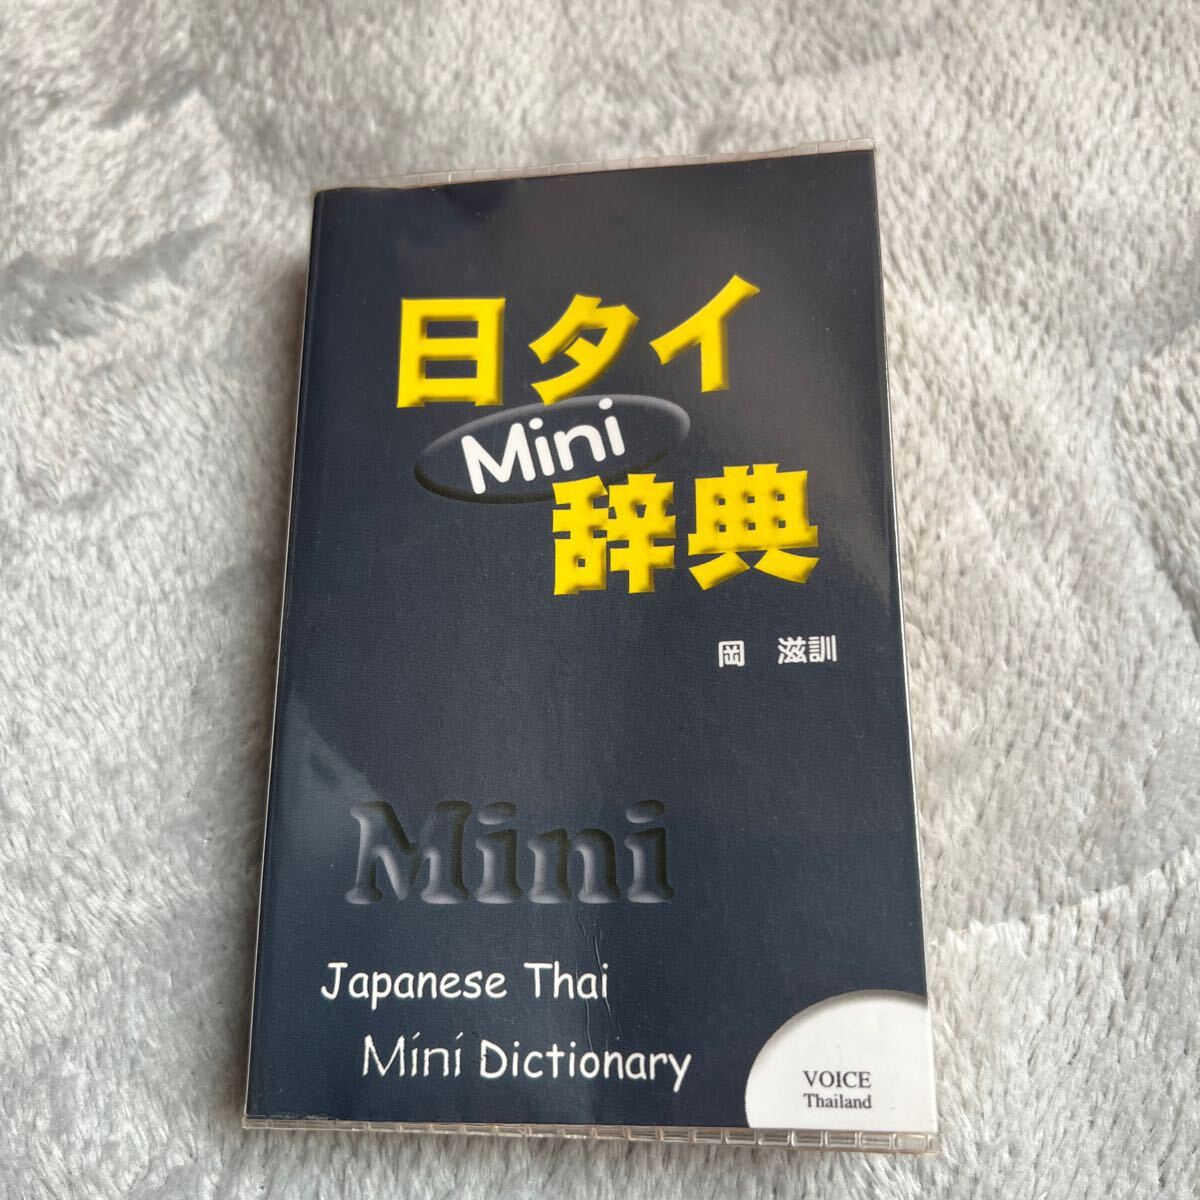 日タイ
Mini
辞典
岡　滋訓
Mini
Japanese Thai
Mini Dictionary
VOICE
Thailand